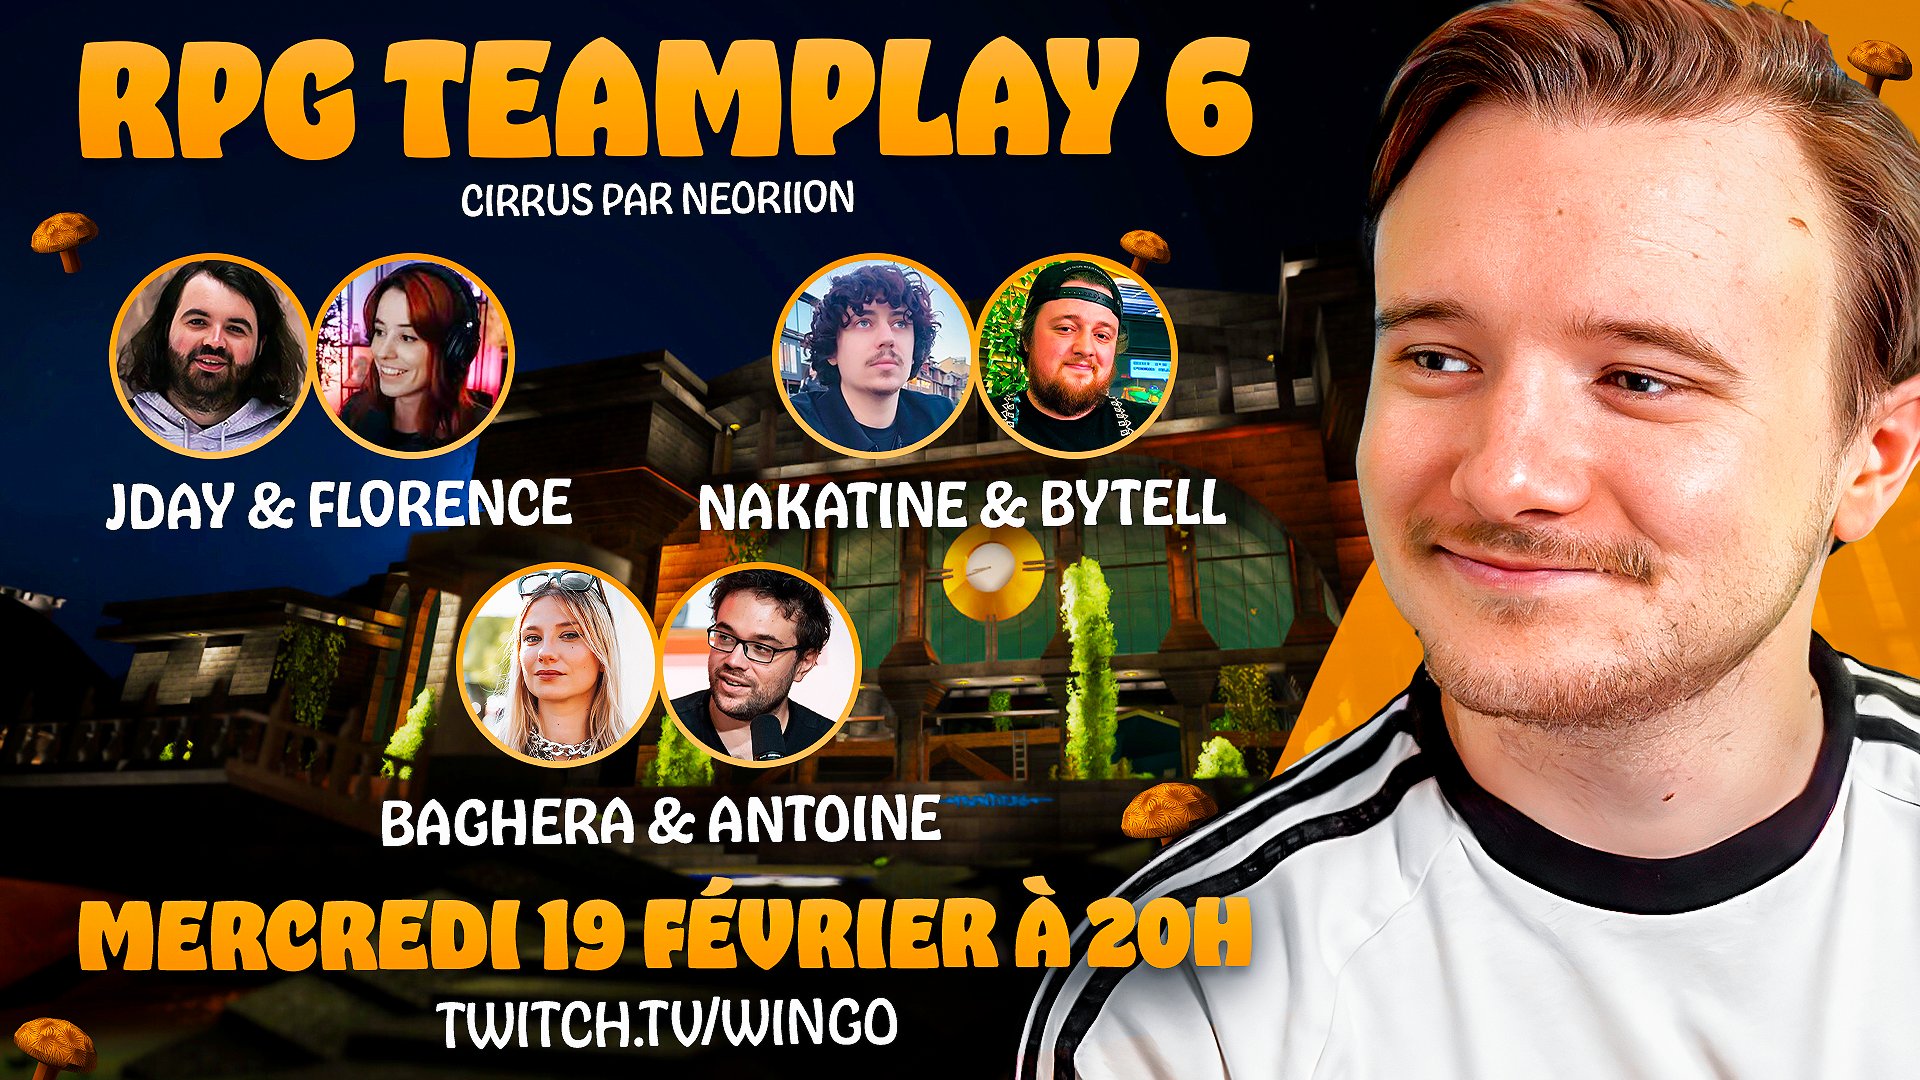 RPG TEAMPLAY 6
CIRRUS PAR NEORIION
JDAY & FLORENCE
NAKATINE & BYTELL
BAGHERA & ANTOINE
MERCREDI 19 FÉVRIER À 20H
TWITCH.TV/WINGO